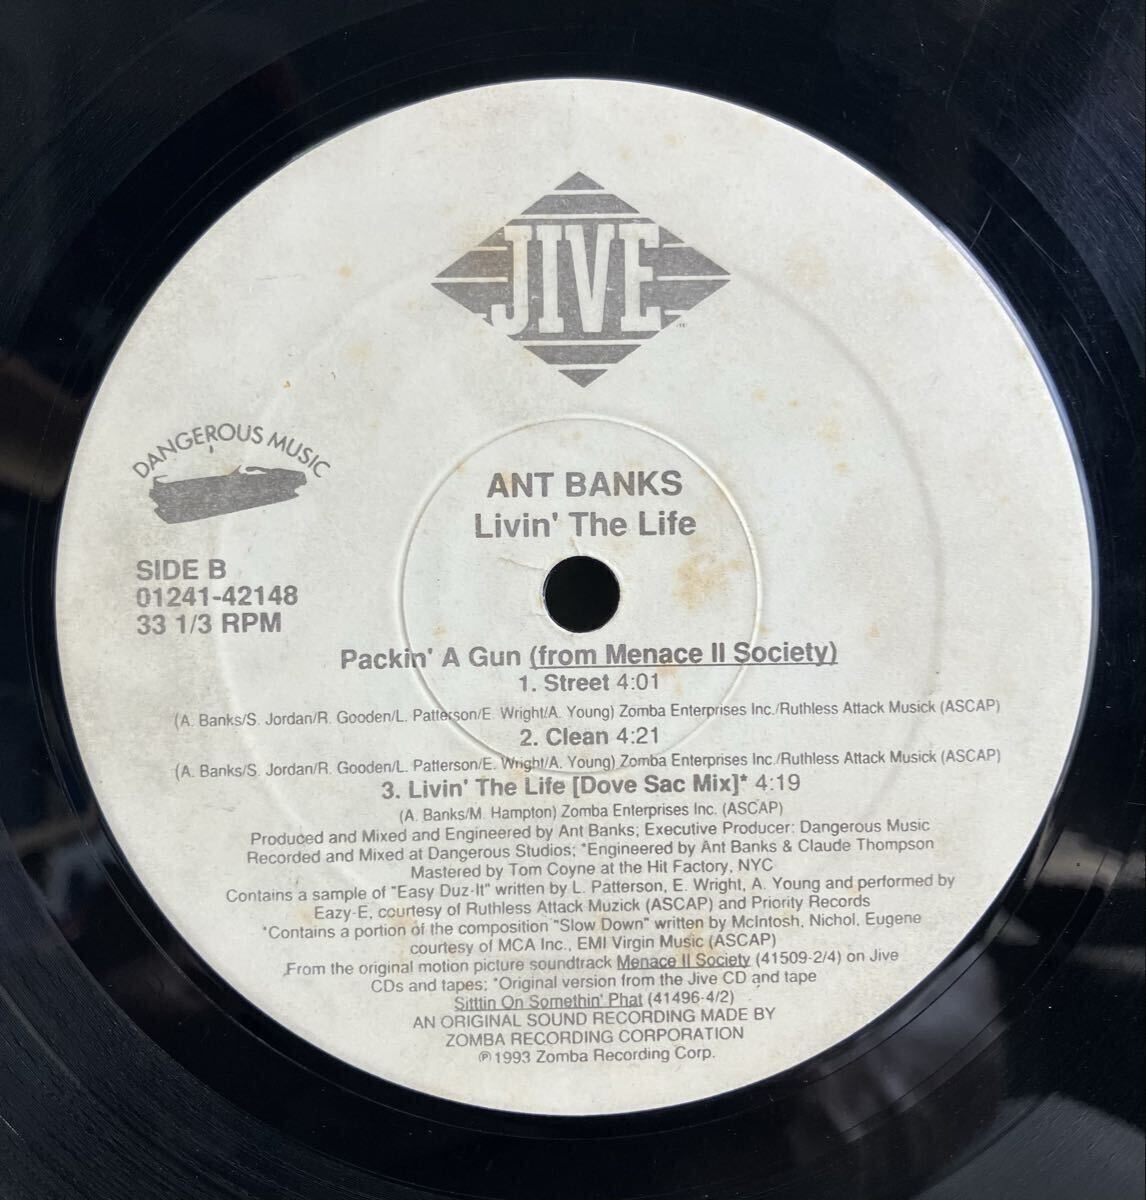 JIVE
DANGEROUS MUSIC
ANT BANKS
Livin' The Life
SIDE B
01241-42148
33 1/3 RPM
Packin' A Gun (from Menace II Society)
1. Street 4:01
(A. Banks/S. Jordan/R. Gooden/L. Patterson/E. Wright/A. Young) Zomba Enterprises Inc./Ruthless Attack Musick (ASCAP)
2. Clean 4:21
(A. Banks/S. Jordan/R. Gooden/L. Patterson/E. Wright/A. Young) Zomba Enterprises Inc./Ruthless Attack Musick (ASCAP)
3. Livin' The Life [Dove Sac Mix]* 4:19
(A. Banks/M. Hampton) Zomba Enterprises Inc. (ASCAP)
Produced and Mixed and Engineered by Ant Banks; Executive Producer: Dangerous Music
Recorded and Mixed at Dangerous Studios; *Engineered by Ant Banks & Claude Thompson
Mastered by Tom Coyne at the Hit Factory, NYC
Contains a sample of "Easy Duz-It" written by L. Patterson, E. Wright, A. Young and performed by
Eazy-E, courtesy of Ruthless Attack Muzick (ASCAP) and Priority Records
*Contains a portion of the composition "Slow Down" written by McIntosh, Nichol, Eugene
courtesy of MCA Inc., EMI Virgin Music (ASCAP)
From the original motion picture soundtrack Menace II Society (41509-2/4) on Jive
CDs and tapes; *Original version from the Jive CD and tape
Sitttin On Somethin' Phat (41496-4/2)
AN ORIGINAL SOUND RECORDING MADE BY
ZOMBA RECORDING CORPORATION
℗1993 Zomba Recording Corp.